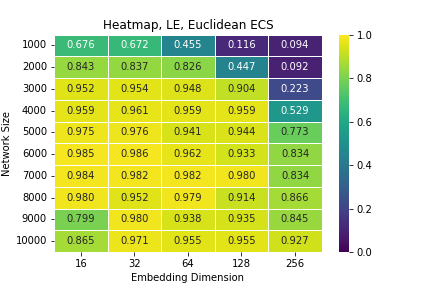 Heatmap, LE, Euclidean ECS
Network Size
1000 0.676 0.672 0.455 0.116 0.094
2000 0.843 0.837 0.826 0.447 0.092
3000 0.952 0.954 0.948 0.904 0.223
4000 0.959 0.961 0.959 0.959 0.529
5000 0.975 0.976 0.941 0.944 0.773
6000 0.985 0.986 0.962 0.933 0.834
7000 0.984 0.982 0.982 0.980 0.834
8000 0.980 0.952 0.979 0.914 0.866
9000 0.799 0.980 0.938 0.935 0.845
10000 0.865 0.971 0.955 0.955 0.927
16 32 64 128 256
Embedding Dimension
1.0
0.8
0.6
0.4
0.2
0.0